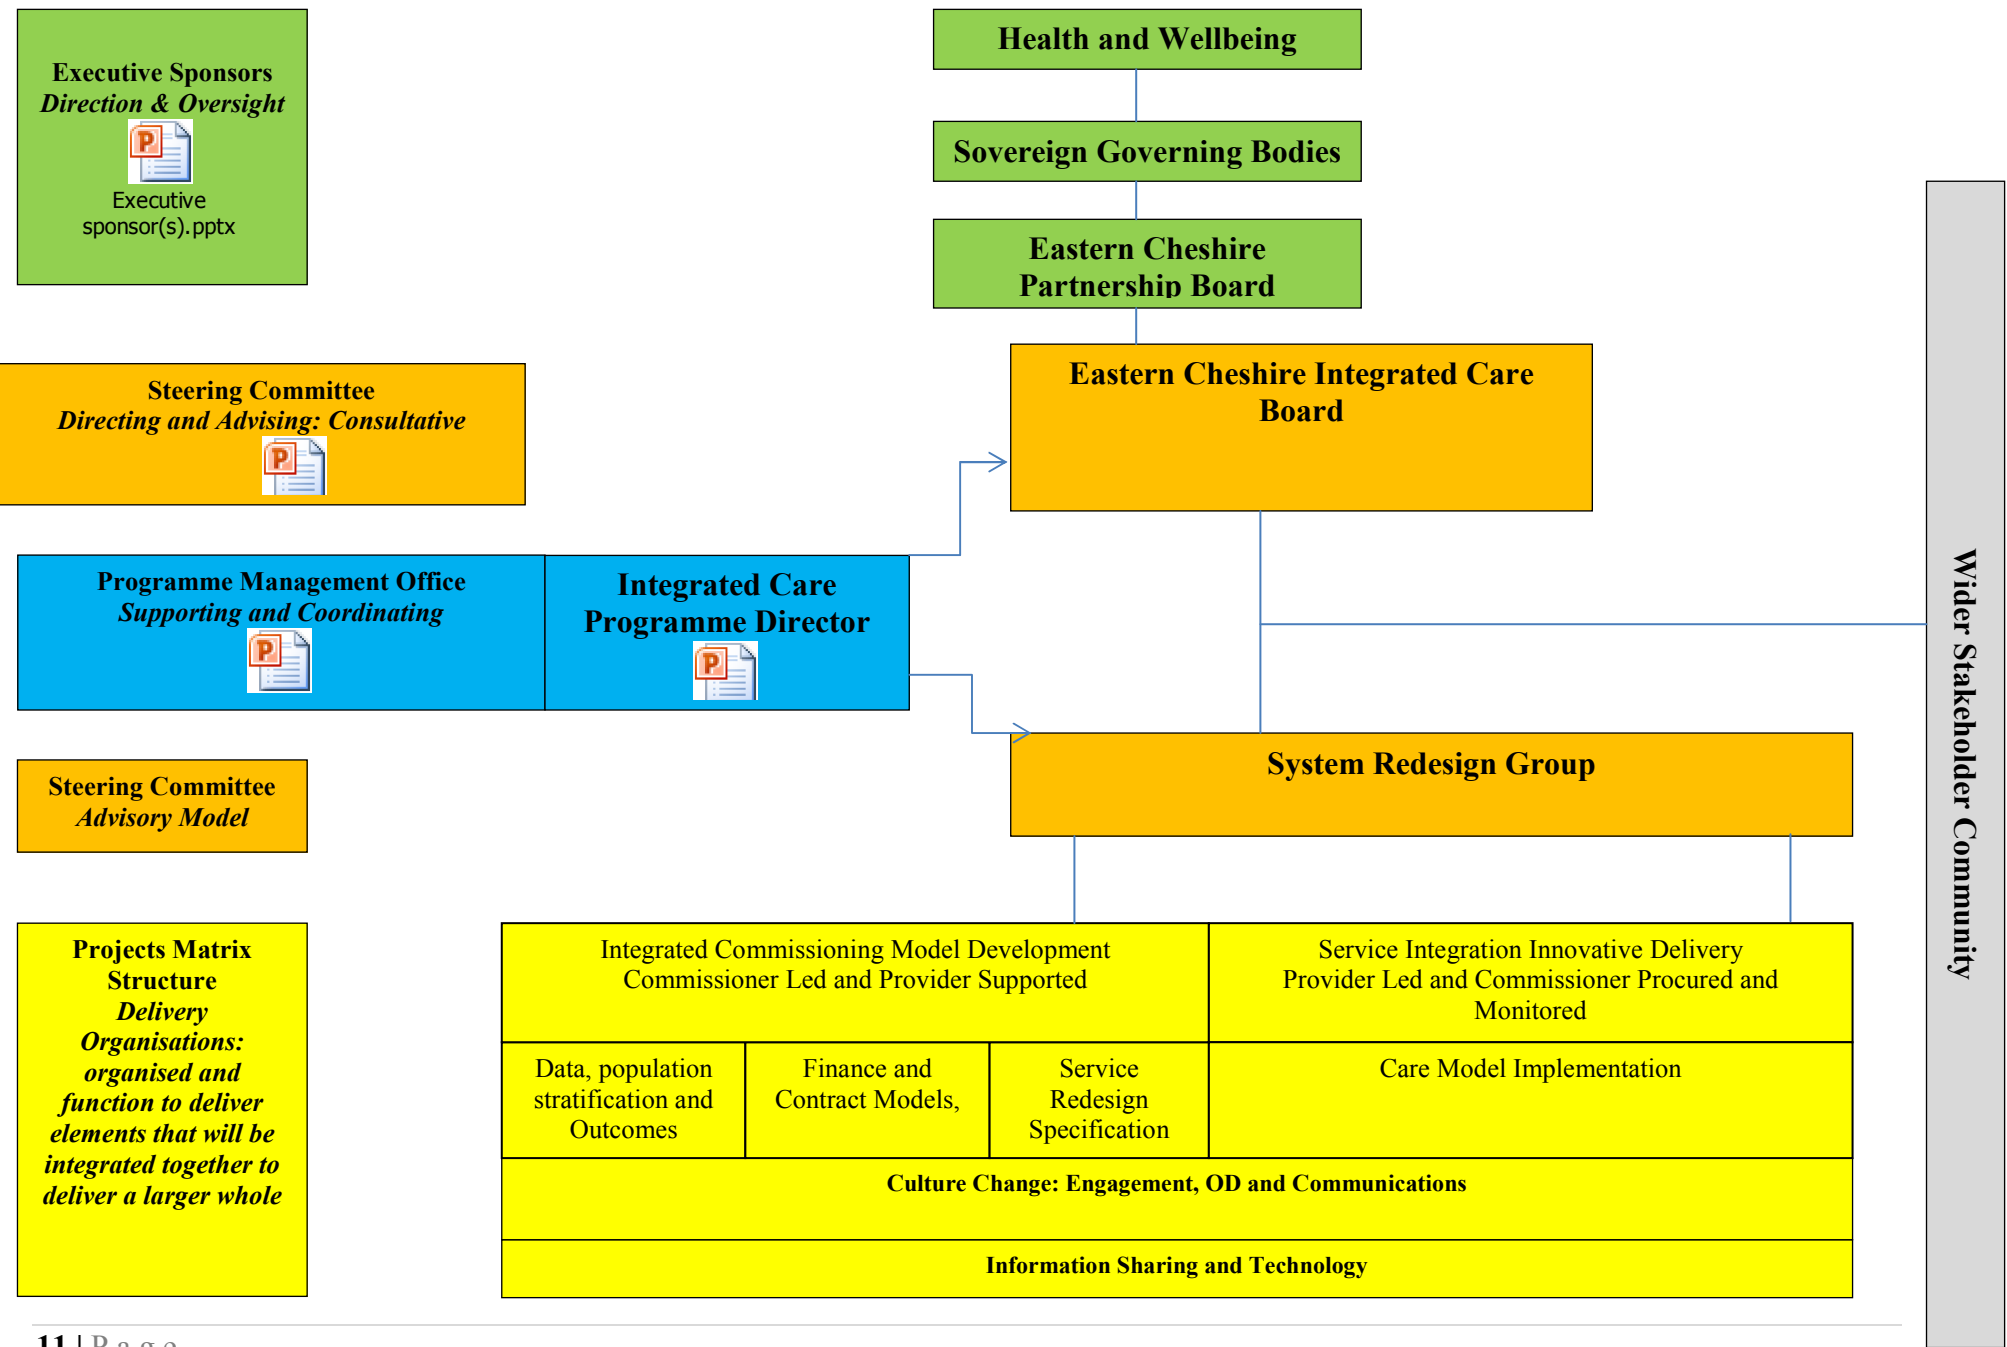 Executive Sponsors
Direction & Oversight
Executive
sponsor(s).pptx
Health and Wellbeing
Sovereign Governing Bodies
Eastern Cheshire
Partnership Board
Steering Committee
Directing and Advising: Consultative
Eastern Cheshire Integrated Care
Board
Programme Management Office
Supporting and Coordinating
Integrated Care
Programme Director
Steering Committee
Advisory Model
System Redesign Group
Wider Stakeholder Community
Projects Matrix
Structure
Delivery
Organisations:
organised and
function to deliver
elements that will be
integrated together to
deliver a larger whole
Integrated Commissioning Model Development
Commissioner Led and Provider Supported
Service Integration Innovative Delivery
Provider Led and Commissioner Procured and
Monitored
Data, population
stratification and
Outcomes
Finance and
Contract Models,
Service
Redesign
Specification
Care Model Implementation
Culture Change: Engagement, OD and Communications
Information Sharing and Technology
11 | P a g e